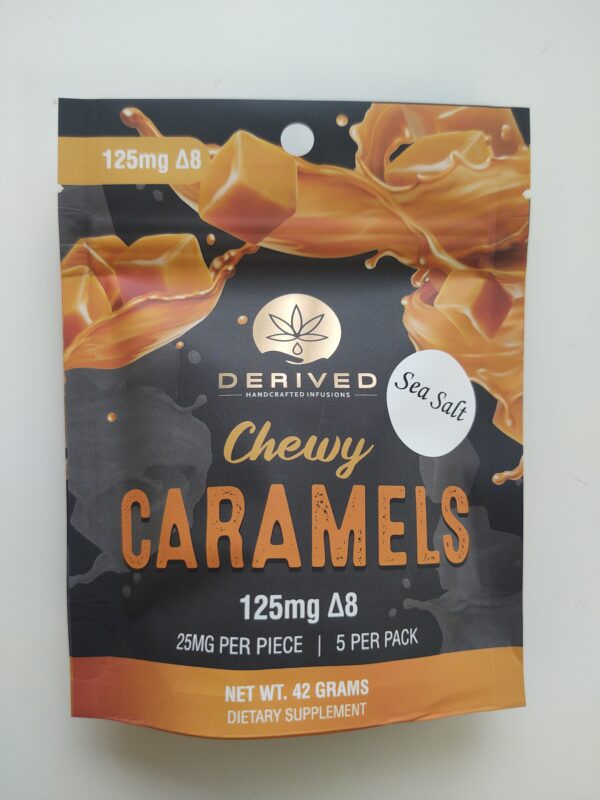 125mg Δ8
DERIVED
HANDCRAFTED INFUSIONS
Sea Salt
Chewy
CARAMELS
125mg Δ8
25MG PER PIECE | 5 PER PACK
NET WT. 42 GRAMS
DIETARY SUPPLEMENT